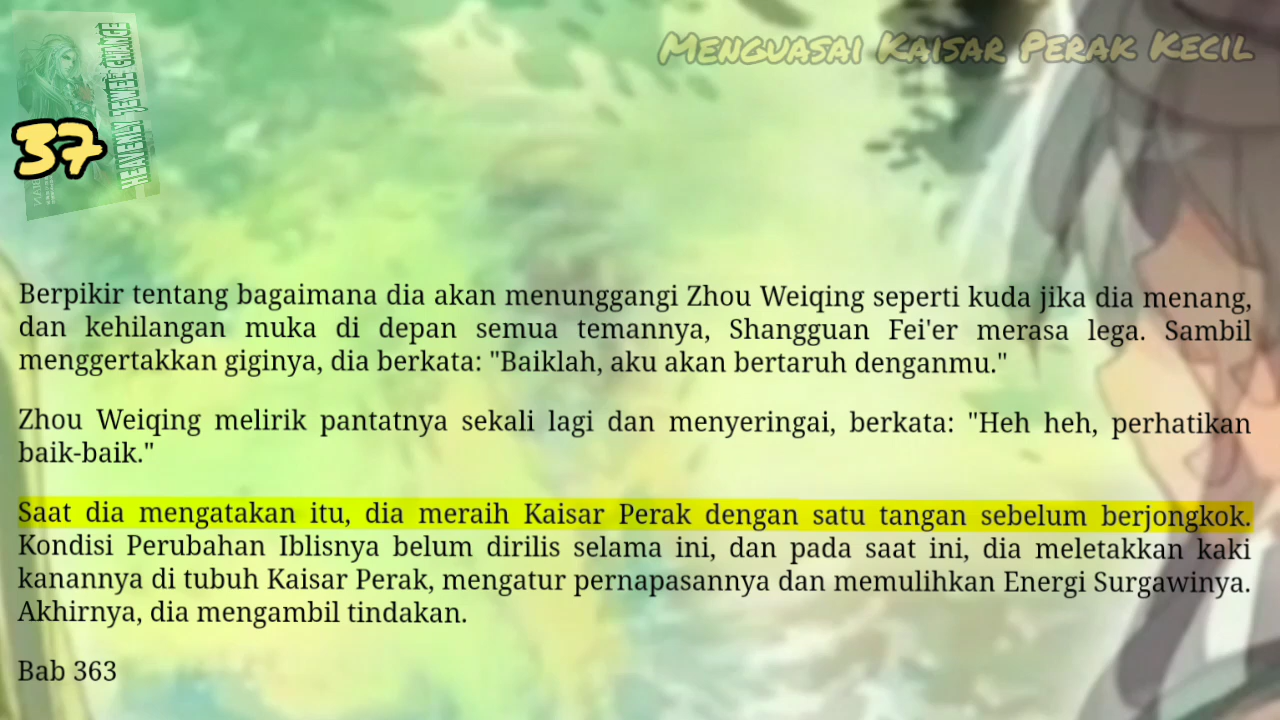 Menguasai Kaisar Perak Kecil
HEAVENLY JEWEL CHANGE
37
Berpikir tentang bagaimana dia akan menunggangi Zhou Weiqing seperti kuda jika dia menang,
dan kehilangan muka di depan semua temannya, Shangguan Fei'er merasa lega. Sambil
menggertakkan giginya, dia berkata: "Baiklah, aku akan bertaruh denganmu."
Zhou Weiqing melirik pantatnya sekali lagi dan menyeringai, berkata: "Heh heh, perhatikan
baik-baik."
Saat dia mengatakan itu, dia meraih Kaisar Perak dengan satu tangan sebelum berjongkok.
Kondisi Perubahan Iblisnya belum dirilis selama ini, dan pada saat ini, dia meletakkan kaki
kanannya di tubuh Kaisar Perak, mengatur pernapasannya dan memulihkan Energi Surgawinya.
Akhirnya, dia mengambil tindakan.
Bab 363